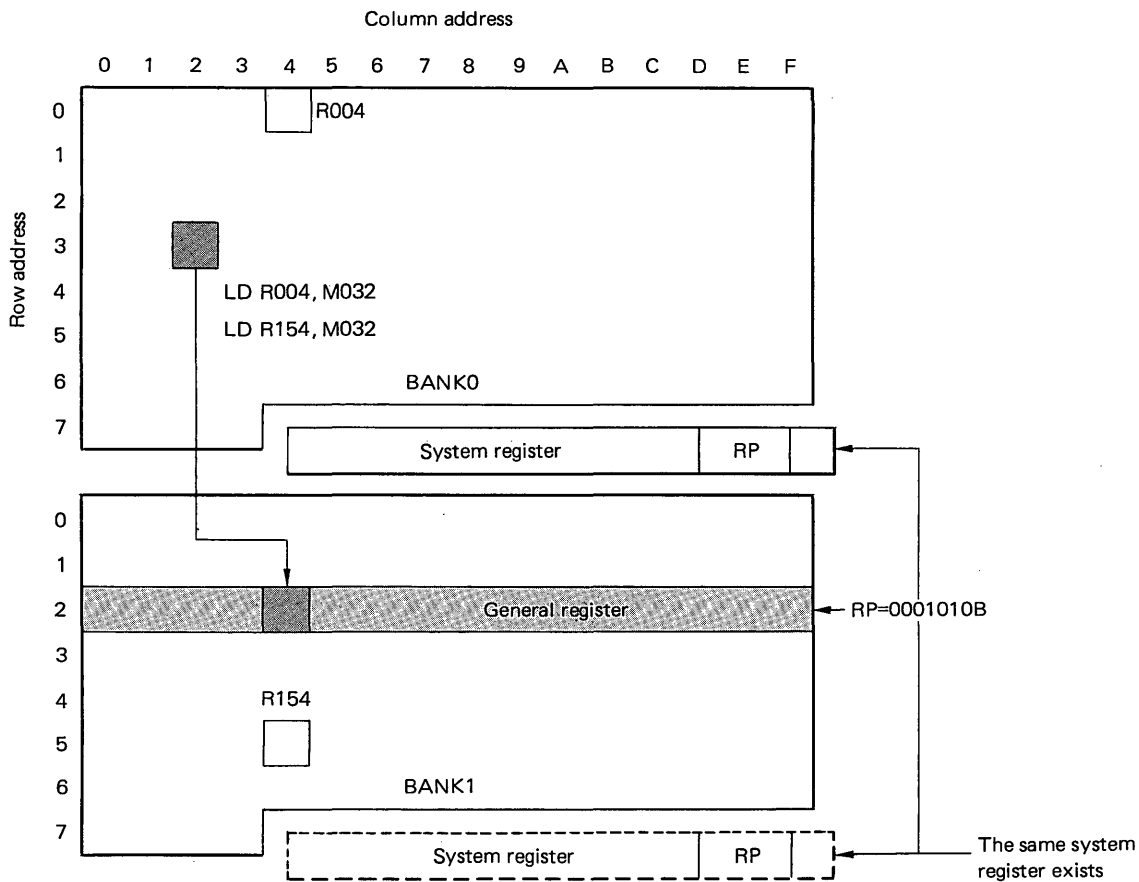 Column address
0 1 2 3 4 5 6 7 8 9 A B C D E F
Row address
0
R004
1
2
3
4
LD R004, M032
5
LD R154, M032
6
BANK0
7
System register
RP
0
1
2
General register
RP=0001010B
3
4
R154
5
6
BANK1
7
System register
RP
The same system
register exists